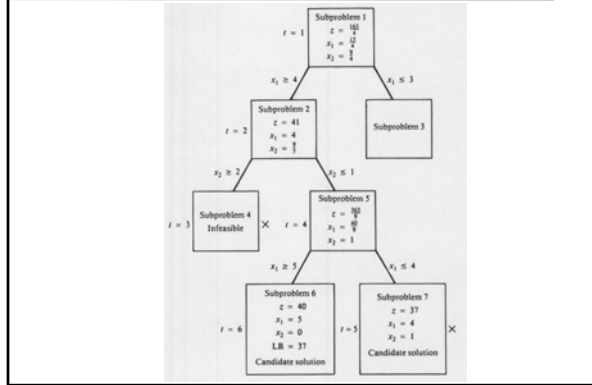 Subproblem 1
t = 1
z = 165/4
x₁ = 15/4
x₂ = 9/4
x₁ ≥ 4
x₁ ≤ 3
Subproblem 2
t = 2
z = 41
x₁ = 4
x₂ = 9/5
Subproblem 3
x₂ ≥ 2
x₂ ≤ 1
Subproblem 4
Infeasible
t = 3
×
Subproblem 5
t = 4
z = 365/9
x₁ = 40/9
x₂ = 1
x₁ ≥ 5
x₁ ≤ 4
Subproblem 6
t = 6
z = 40
x₁ = 5
x₂ = 0
LB = 37
Candidate solution
Subproblem 7
t = 5
z = 37
x₁ = 4
x₂ = 1
Candidate solution
×